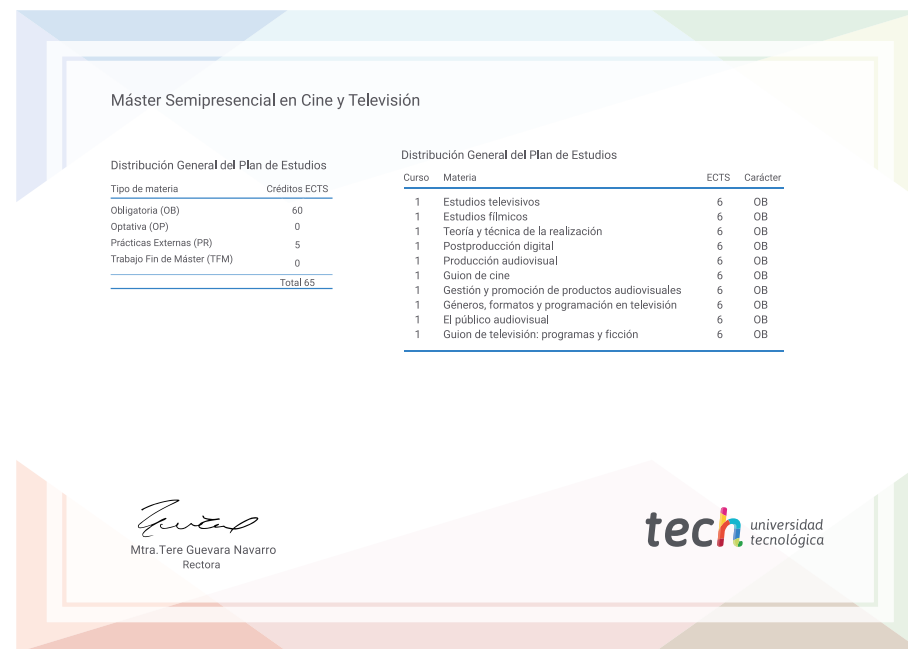 Máster Semipresencial en Cine y Televisión
Distribución General del Plan de Estudios
Tipo de materia Créditos ECTS
Obligatoria (OB) 60
Optativa (OP) 0
Prácticas Externas (PR) 5
Trabajo Fin de Máster (TFM) 0
Total 65
Distribución General del Plan de Estudios
Curso Materia ECTS Carácter
1 Estudios televisivos 6 OB
1 Estudios fílmicos 6 OB
1 Teoría y técnica de la realización 6 OB
1 Postproducción digital 6 OB
1 Producción audiovisual 6 OB
1 Guion de cine 6 OB
1 Gestión y promoción de productos audiovisuales 6 OB
1 Géneros, formatos y programación en televisión 6 OB
1 El público audiovisual 6 OB
1 Guion de televisión: programas y ficción 6 OB
Mtra.Tere Guevara Navarro
Rectora
tech universidad
tecnológica